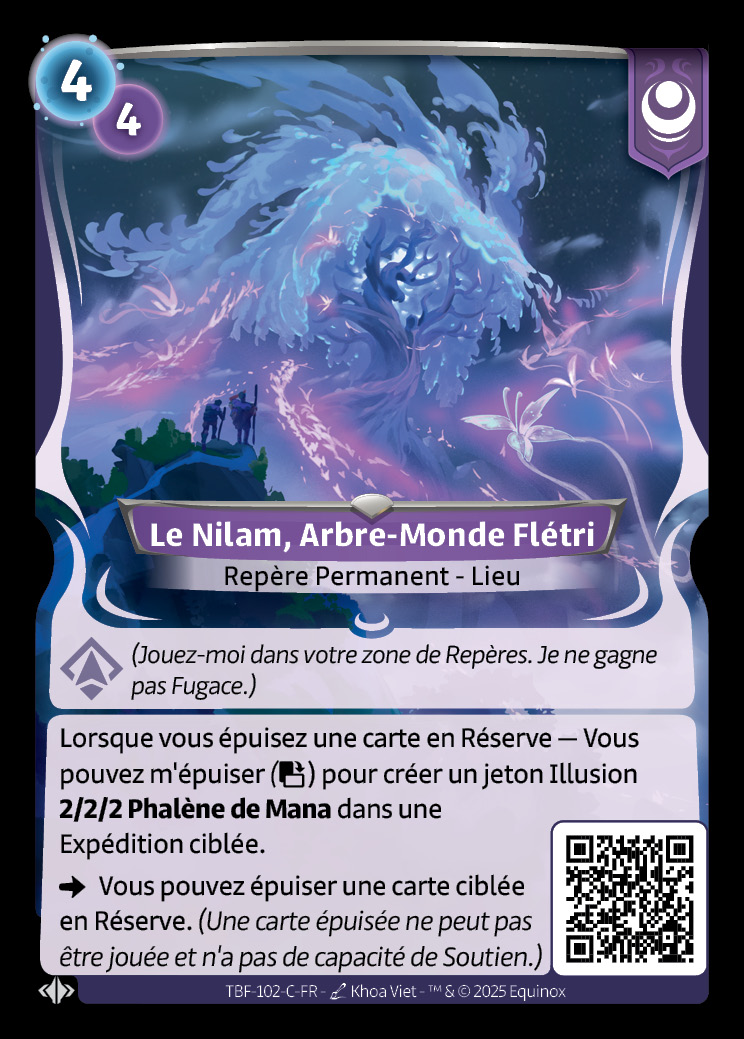 4
4
Le Nilam, Arbre-Monde Flétri
Repère Permanent - Lieu
(Jouez-moi dans votre zone de Repères. Je ne gagne
pas Fugace.)
Lorsque vous épuisez une carte en Réserve — Vous
pouvez m'épuiser () pour créer un jeton Illusion
2/2/2 Phalène de Mana dans une
Expédition ciblée.
Vous pouvez épuiser une carte ciblée
en Réserve. (Une carte épuisée ne peut pas
être jouée et n'a pas de capacité de Soutien.)
TBF-102-C-FR - Khoa Viet - ™ & © 2025 Equinox